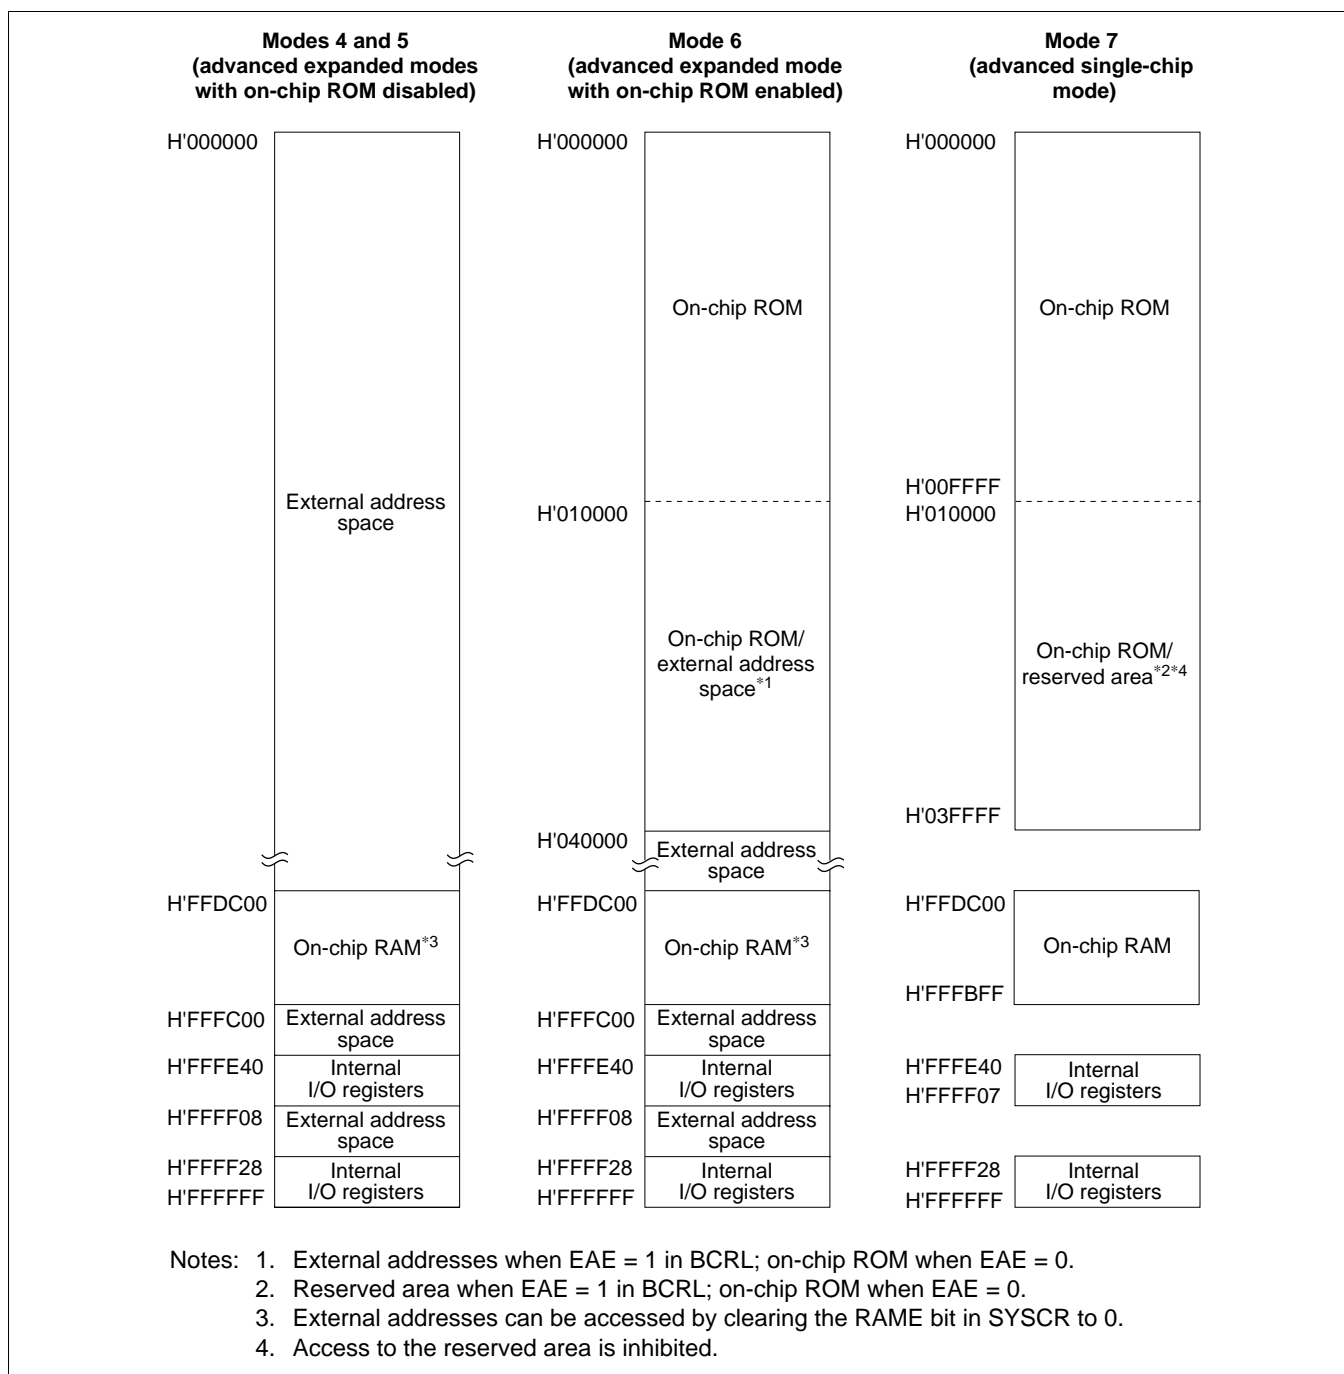 Modes 4 and 5
(advanced expanded modes
with on-chip ROM disabled)
H'000000
External address
space
H'FFDC00
On-chip RAM*3
H'FFFC00
External address
space
H'FFFE40
Internal
I/O registers
H'FFFF08
External address
space
H'FFFF28
Internal
I/O registers
H'FFFFFF
Mode 6
(advanced expanded mode
with on-chip ROM enabled)
H'000000
On-chip ROM
H'010000
On-chip ROM/
external address
space*1
H'040000
External address
space
H'FFDC00
On-chip RAM*3
H'FFFC00
External address
space
H'FFFE40
Internal
I/O registers
H'FFFF08
External address
space
H'FFFF28
Internal
I/O registers
H'FFFFFF
Mode 7
(advanced single-chip
mode)
H'000000
On-chip ROM
H'00FFFF
H'010000
On-chip ROM/
reserved area*2*4
H'03FFFF
H'FFDC00
On-chip RAM
H'FFFBFF
H'FFFE40
Internal
I/O registers
H'FFFF07
H'FFFF28
Internal
I/O registers
H'FFFFFF
Notes: 1. External addresses when EAE = 1 in BCRL; on-chip ROM when EAE = 0.
2. Reserved area when EAE = 1 in BCRL; on-chip ROM when EAE = 0.
3. External addresses can be accessed by clearing the RAME bit in SYSCR to 0.
4. Access to the reserved area is inhibited.